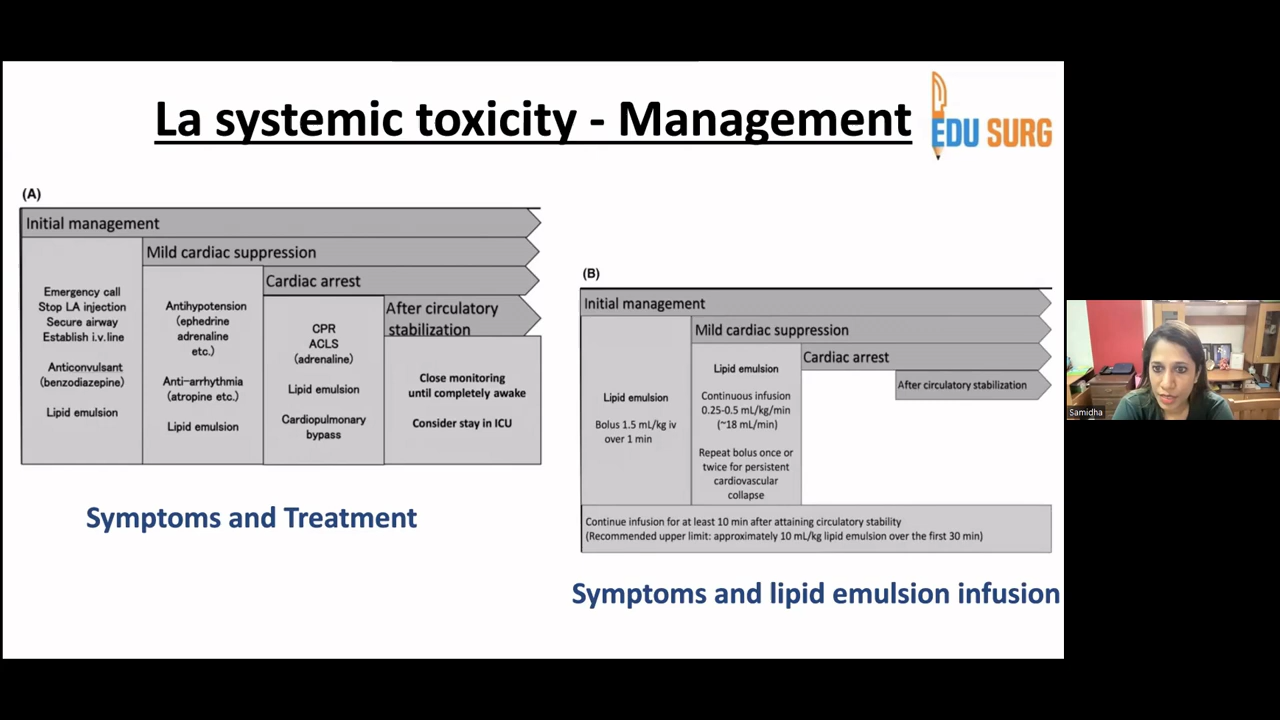 La systemic toxicity - Management
EDU SURG
(A)
Initial management
Mild cardiac suppression
Cardiac arrest
After circulatory
stabilization
Emergency call
Stop LA injection
Secure airway
Establish i.v.line
Anticonvulsant
(benzodiazepine)
Lipid emulsion
Antihypotension
(ephedrine
adrenaline
etc.)
Anti-arrhythmia
(atropine etc.)
Lipid emulsion
CPR
ACLS
(adrenaline)
Lipid emulsion
Cardiopulmonary
bypass
Close monitoring
until completely awake
Consider stay in ICU
Symptoms and Treatment
(B)
Initial management
Mild cardiac suppression
Cardiac arrest
After circulatory stabilization
Lipid emulsion
Bolus 1.5 mL/kg iv
over 1 min
Lipid emulsion
Continuous infusion
0.25-0.5 mL/kg/min
(~18 mL/min)
Repeat bolus once or
twice for persistent
cardiovascular
collapse
Continue infusion for at least 10 min after attaining circulatory stability
(Recommended upper limit: approximately 10 mL/kg lipid emulsion over the first 30 min)
Symptoms and lipid emulsion infusion
Samidha